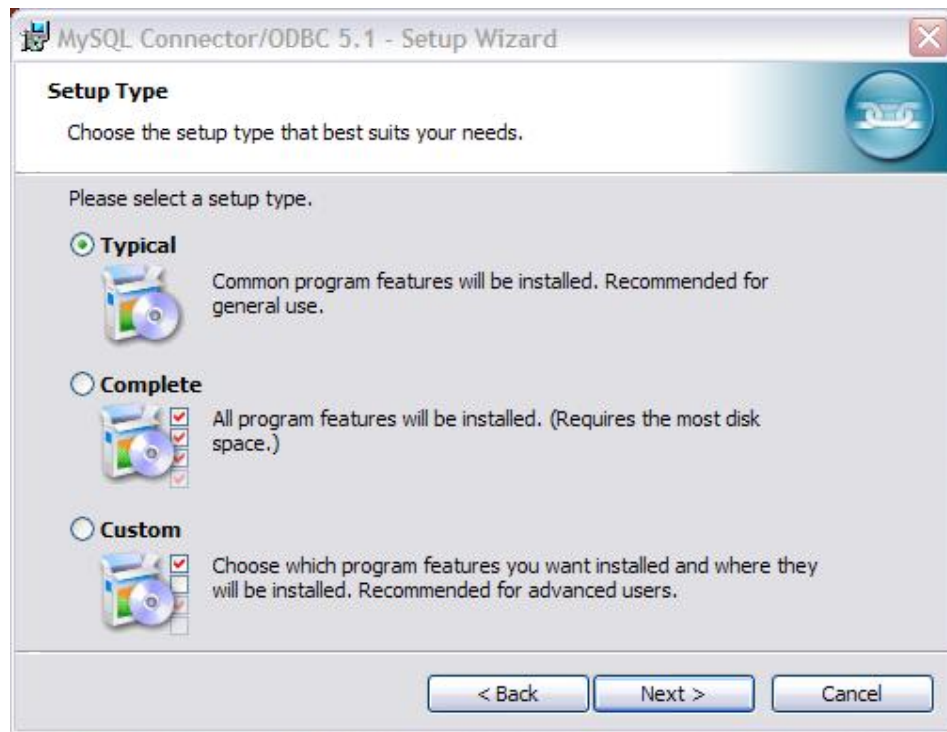 MySQL Connector/ODBC 5.1 - Setup Wizard
Setup Type
Choose the setup type that best suits your needs.
Please select a setup type.
Typical
Common program features will be installed. Recommended for
general use.
Complete
All program features will be installed. (Requires the most disk
space.)
Custom
Choose which program features you want installed and where they
will be installed. Recommended for advanced users.
< Back
Next >
Cancel